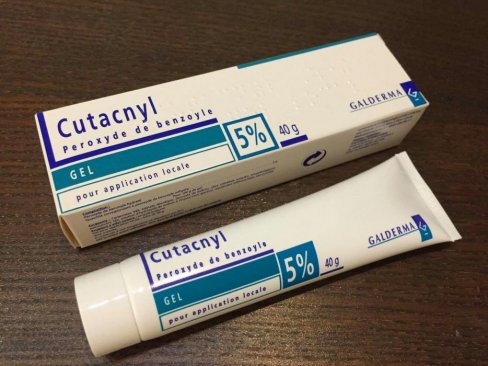 Cutacnyl
Peroxyde de benzoyle
5%
40 g
GEL
pour application locale
GALDERMA
Cutacnyl
Peroxyde de benzoyle
5%
40 g
GEL
pour application locale
GALDERMA